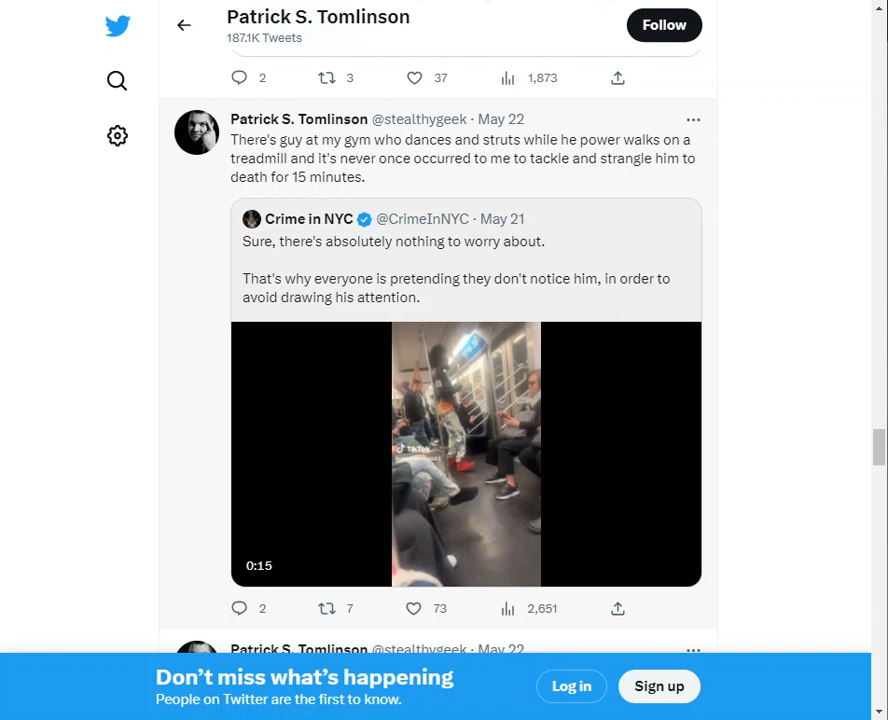 Patrick S. Tomlinson
187.1K Tweets
Follow
2 3 37 1,873
Patrick S. Tomlinson @stealthygeek · May 22
There's guy at my gym who dances and struts while he power walks on a
treadmill and it's never once occurred to me to tackle and strangle him to
death for 15 minutes.
Crime in NYC @CrimeInNYC · May 21
Sure, there's absolutely nothing to worry about.
That's why everyone is pretending they don't notice him, in order to
avoid drawing his attention.
TikTok
0:15
2 7 73 2,651
Patrick S. Tomlinson @stealthygeek · May 22
Don't miss what's happening
People on Twitter are the first to know.
Log in
Sign up